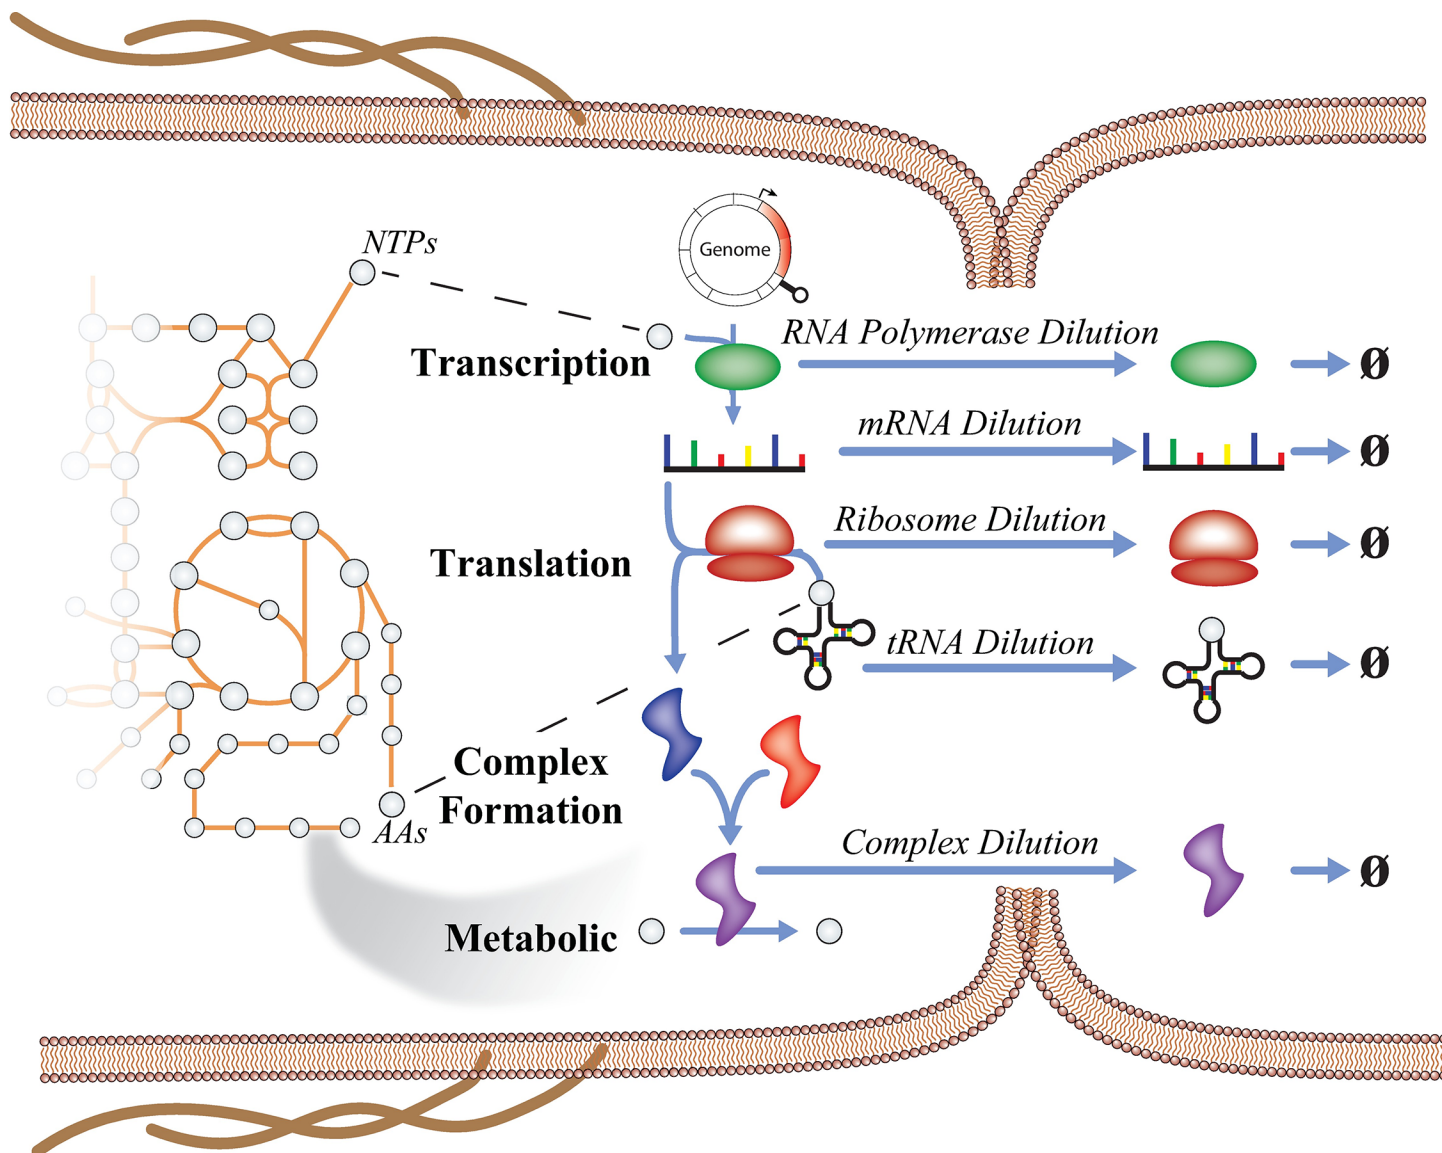 Genome
NTPs
RNA Polymerase Dilution
Transcription
Ø
mRNA Dilution
Ø
Ribosome Dilution
Translation
Ø
tRNA Dilution
Ø
Complex
Formation
AAs
Complex Dilution
Ø
Metabolic